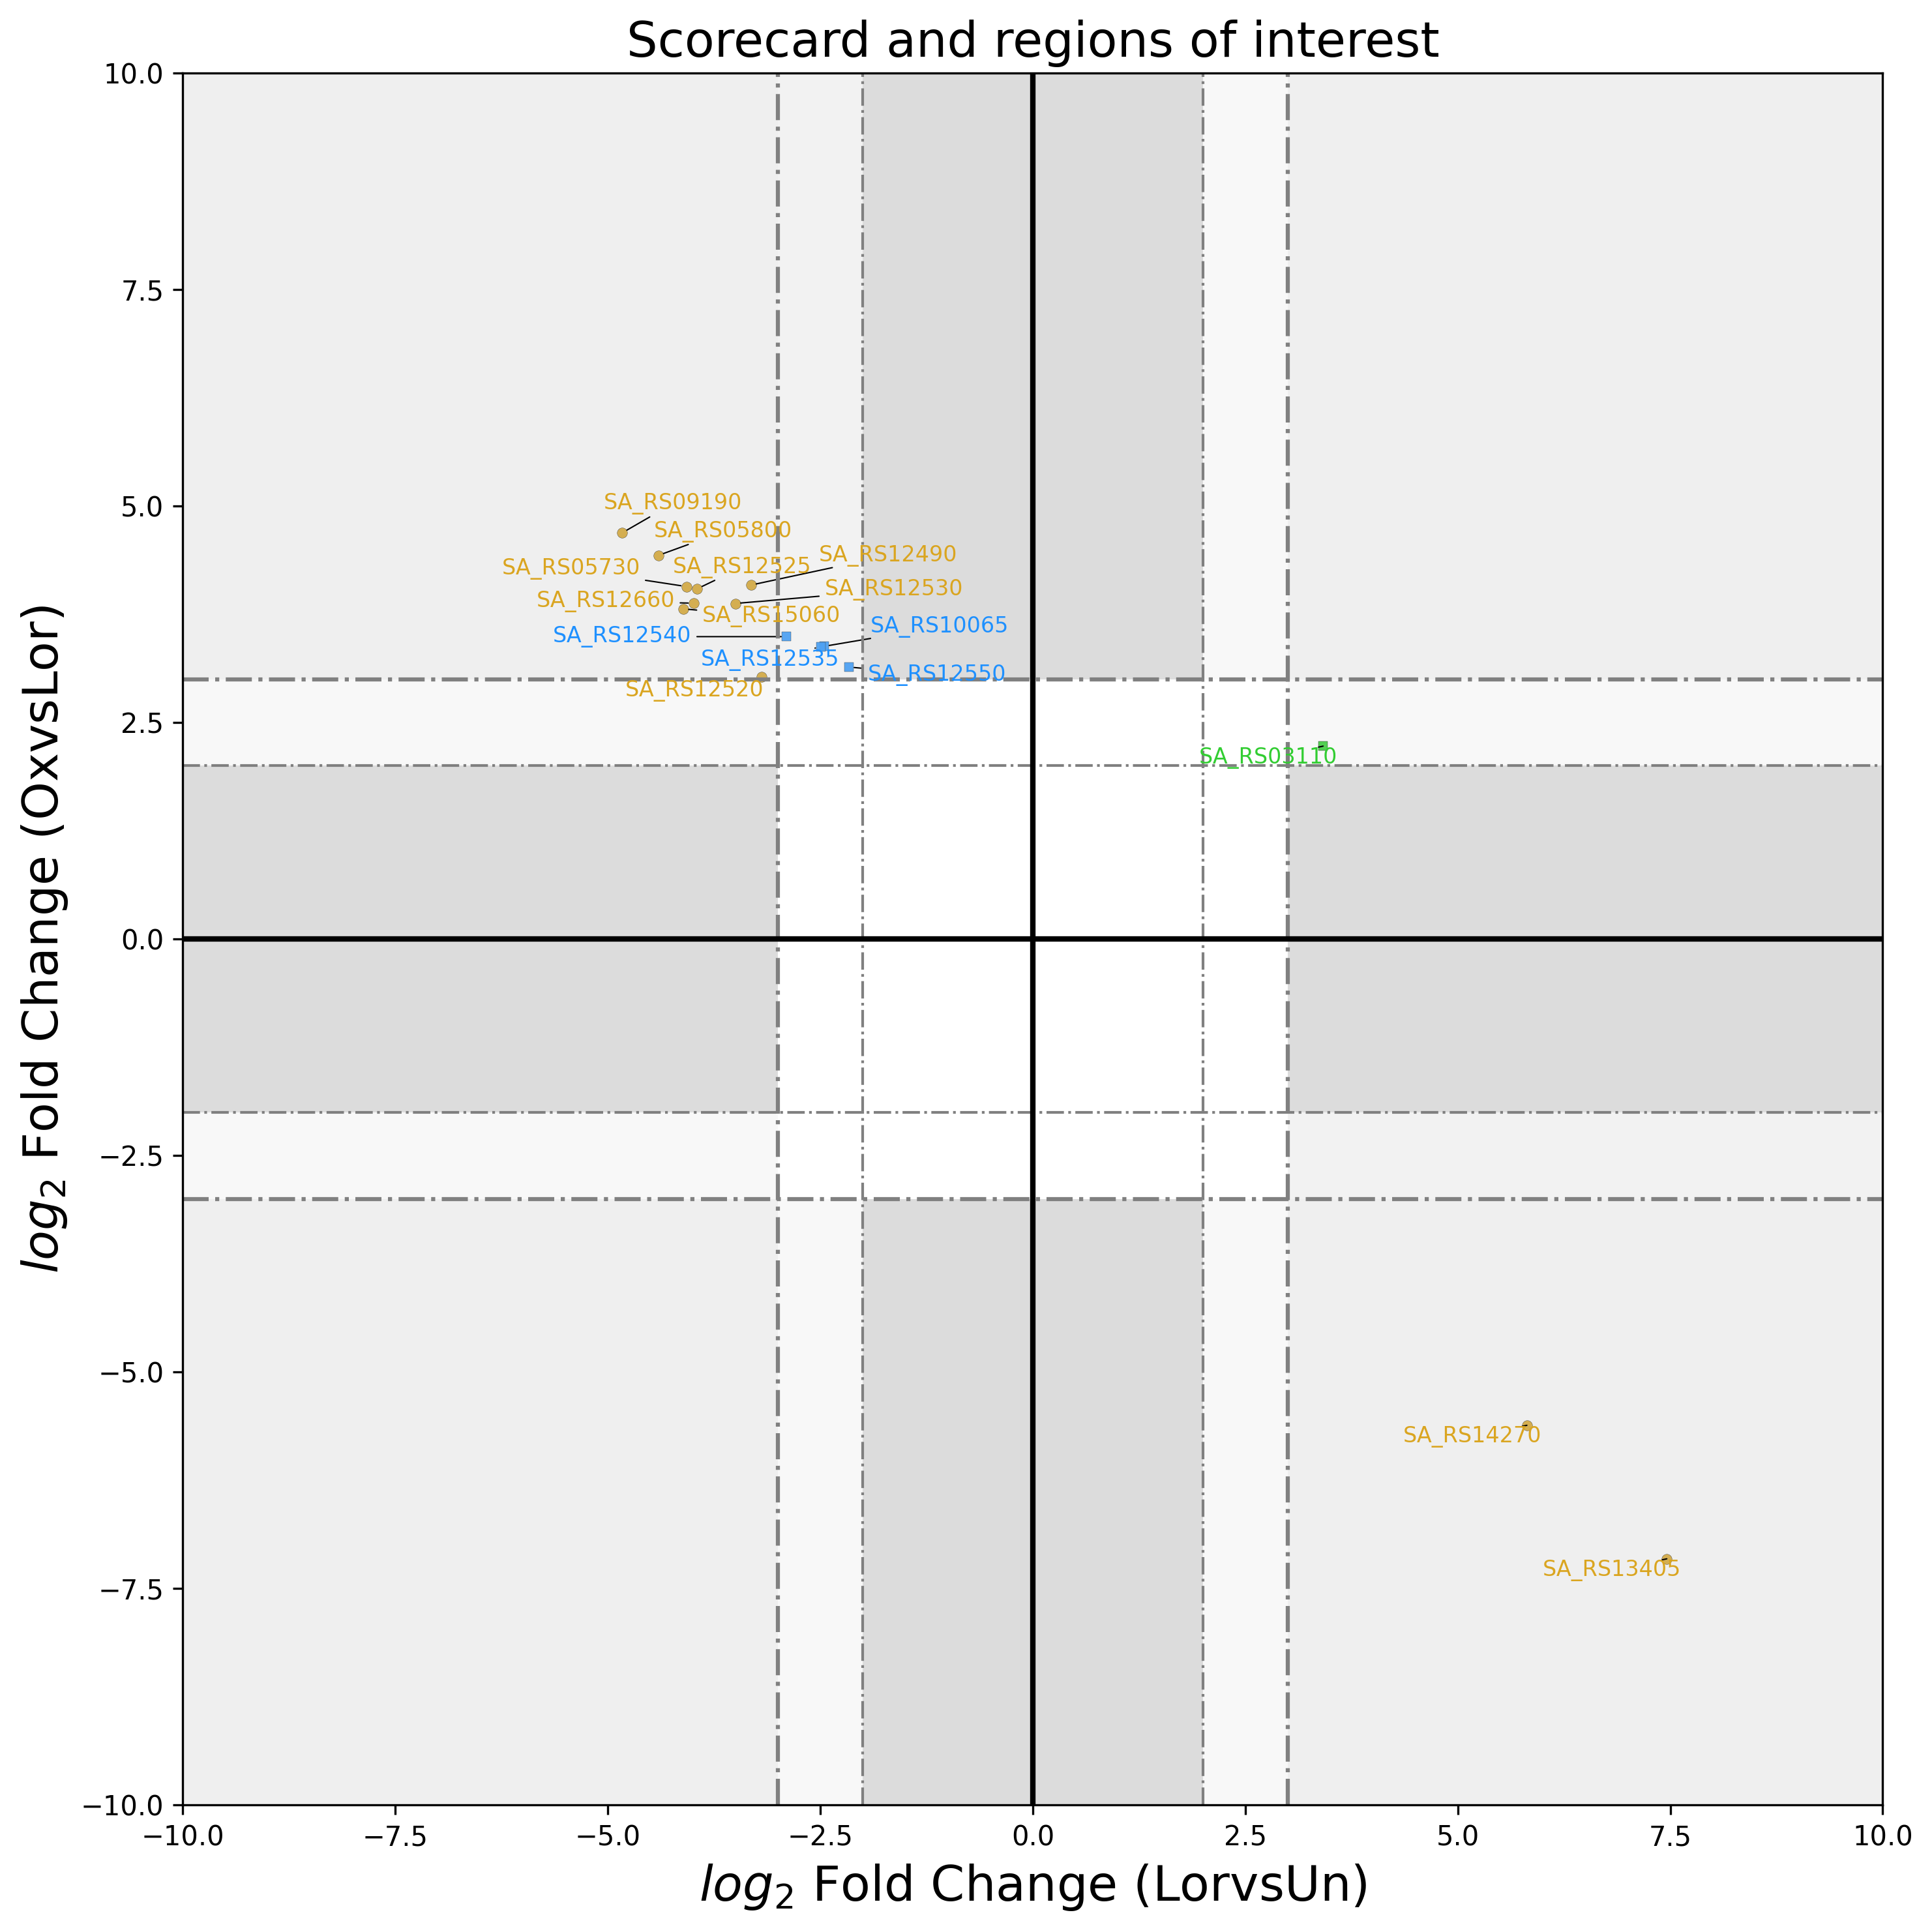 Scorecard and regions of interest
10.0
7.5
5.0
2.5
0.0
−2.5
−5.0
−7.5
−10.0
log2 Fold Change (OxvsLor)
SA_RS09190
SA_RS05800
SA_RS12490
SA_RS05730
SA_RS12525
SA_RS12530
SA_RS12660
SA_RS15060
SA_RS10065
SA_RS12540
SA_RS12535
SA_RS12550
SA_RS12520
SA_RS03110
SA_RS14270
SA_RS13405
−10.0
−7.5
−5.0
−2.5
0.0
2.5
5.0
7.5
10.0
log2 Fold Change (LorvsUn)